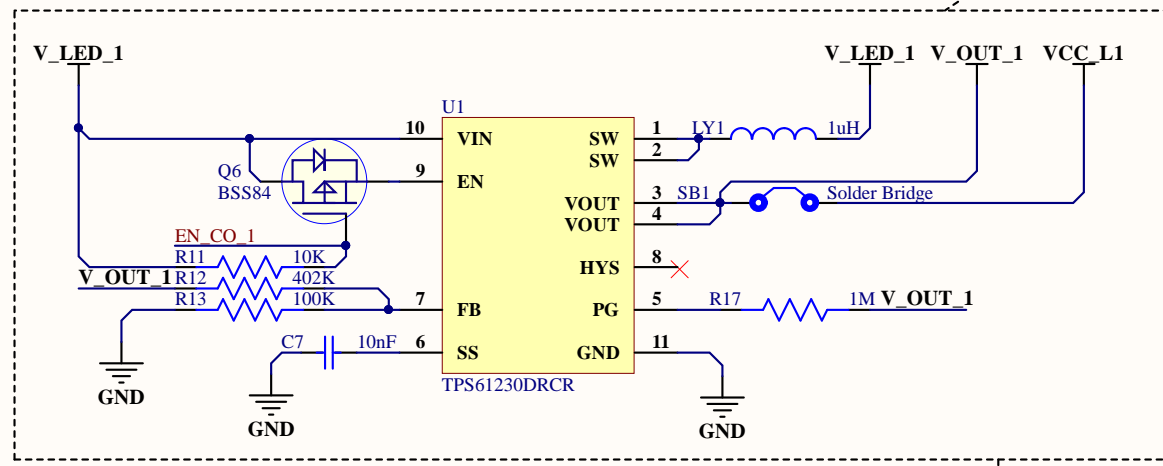 V_LED_1
V_LED_1 V_OUT_1 VCC_L1
U1
10 VIN SW 1 LY1 1uH
SW 2
Q6
BSS84
9 EN
VOUT 3 SB1 Solder Bridge
VOUT 4
EN_CO_1
R11 10K
HYS 8
V_OUT_1 R12 402K
R13 100K 7 FB PG 5 R17 1M V_OUT_1
C7 10nF 6 SS GND 11
TPS61230DRCR
GND
GND
GND